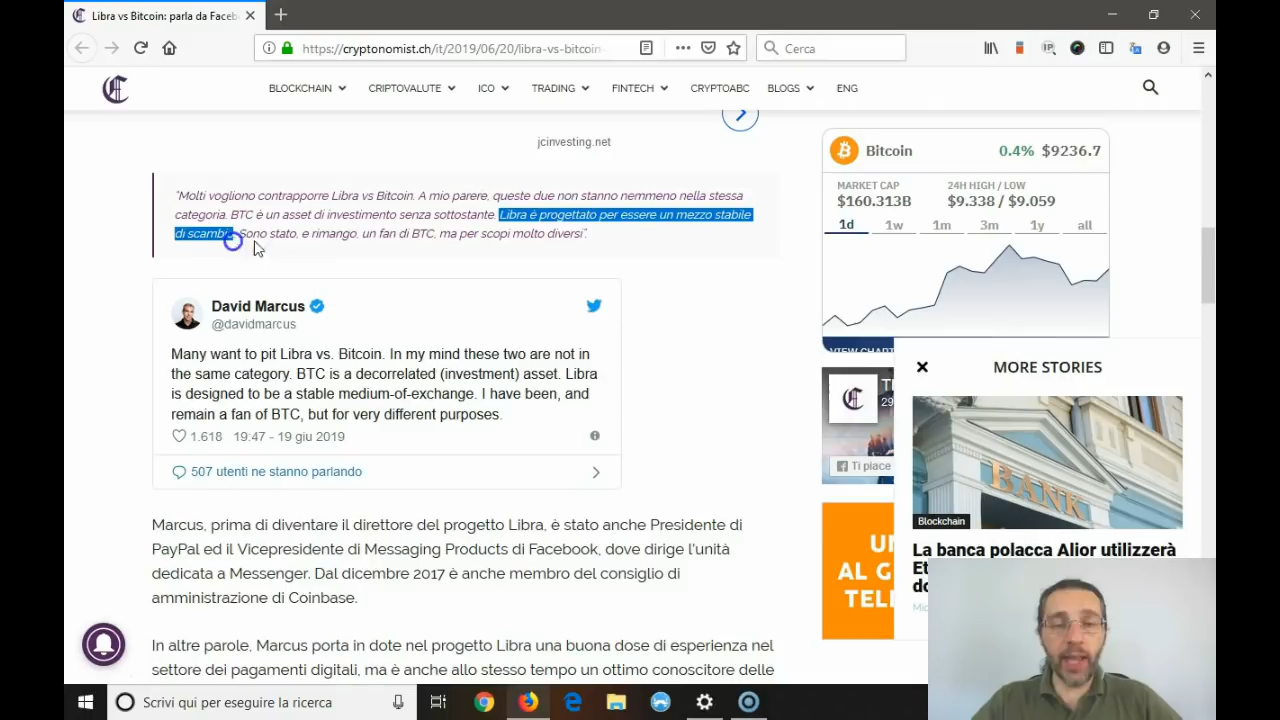 Libra vs Bitcoin: parla da Faceb
https://cryptonomist.ch/it/2019/06/20/libra-vs-bitcoin-
Cerca
BLOCKCHAIN
CRIPTOVALUTE
ICO
TRADING
FINTECH
CRYPTOABC
BLOGS
ENG
jcinvesting.net
"Molti vogliono contrapporre Libra vs Bitcoin. A mio parere, queste due non stanno nemmeno nella stessa
categoria. BTC è un asset di investimento senza sottostante. Libra è progettato per essere un mezzo stabile
di scambio. Sono stato, e rimango, un fan di BTC, ma per scopi molto diversi".
David Marcus
@davidmarcus
Many want to pit Libra vs. Bitcoin. In my mind these two are not in
the same category. BTC is a decorrelated (investment) asset. Libra
is designed to be a stable medium-of-exchange. I have been, and
remain a fan of BTC, but for very different purposes.
1.618 19:47 - 19 giu 2019
507 utenti ne stanno parlando
Marcus, prima di diventare il direttore del progetto Libra, è stato anche Presidente di
PayPal ed il Vicepresidente di Messaging Products di Facebook, dove dirige l'unità
dedicata a Messenger. Dal dicembre 2017 è anche membro del consiglio di
amministrazione di Coinbase.
In altre parole, Marcus porta in dote nel progetto Libra una buona dose di esperienza nel
settore dei pagamenti digitali, ma è anche allo stesso tempo un ottimo conoscitore delle
Bitcoin
0.4% $9236.7
MARKET CAP
$160.313B
24H HIGH / LOW
$9.338 / $9.059
1d 1w 1m 3m 1y all
VIEW CHART
T
29
Ti piace
UN
AL G
TELE
MORE STORIES
BANK
Blockchain
La banca polacca Alior utilizzerà
Et
do
Mic
Scrivi qui per eseguire la ricerca